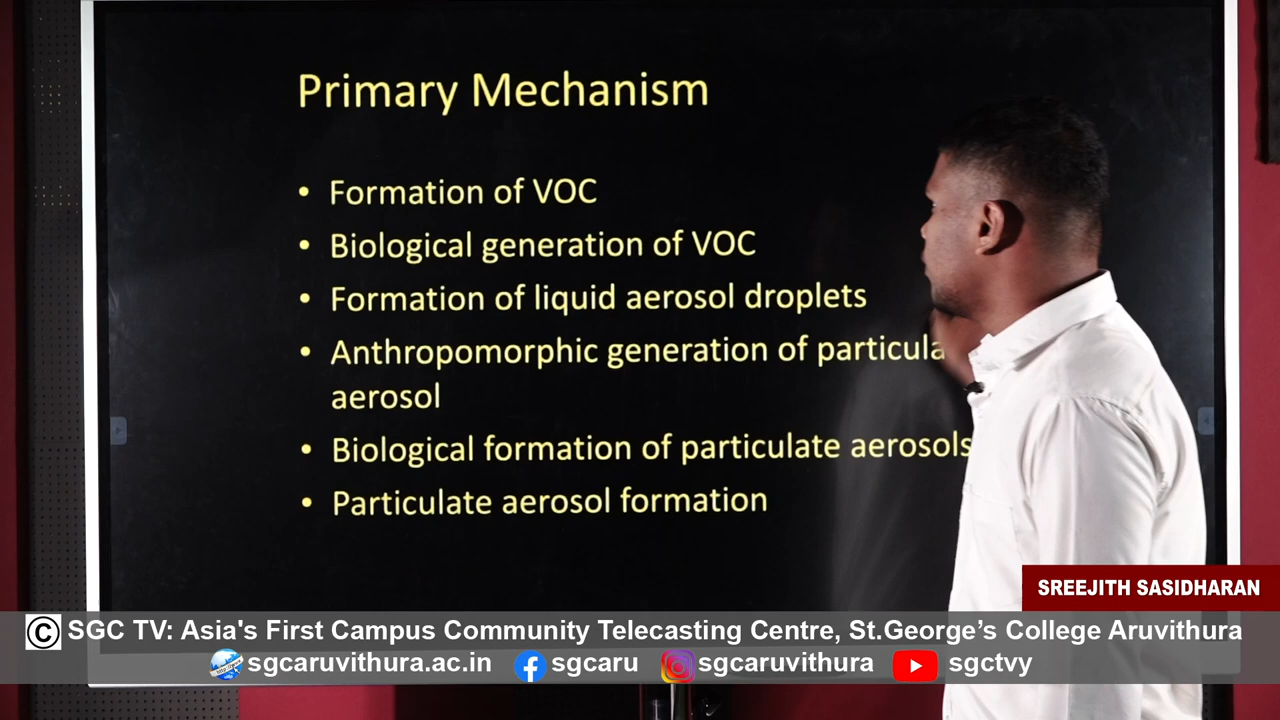 Primary Mechanism
• Formation of VOC
• Biological generation of VOC
• Formation of liquid aerosol droplets
• Anthropomorphic generation of particula
aerosol
• Biological formation of particulate aerosols
• Particulate aerosol formation
SREEJITH SASIDHARAN
© SGC TV: Asia's First Campus Community Telecasting Centre, St.George’s College Aruvithura
sgcaruvithura.ac.in sgcaru sgcaruvithura sgctvy